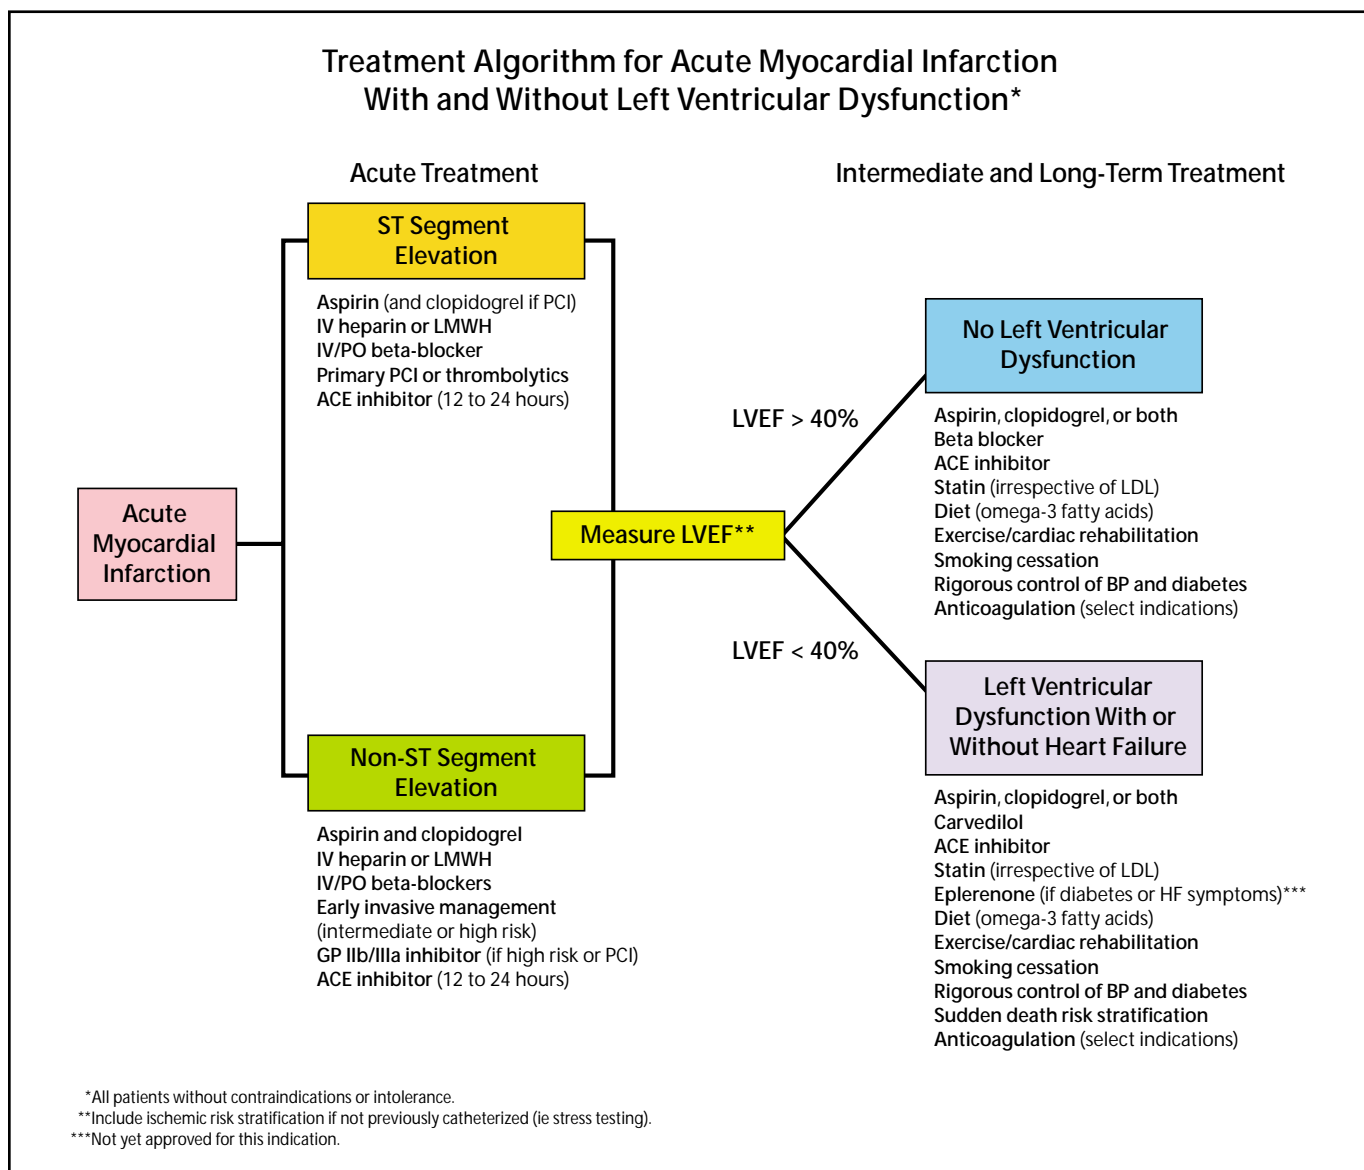 Treatment Algorithm for Acute Myocardial Infarction
With and Without Left Ventricular Dysfunction*
Acute Treatment
Intermediate and Long-Term Treatment
Acute
Myocardial
Infarction
ST Segment
Elevation
Aspirin (and clopidogrel if PCI)
IV heparin or LMWH
IV/PO beta-blocker
Primary PCI or thrombolytics
ACE inhibitor (12 to 24 hours)
Non-ST Segment
Elevation
Aspirin and clopidogrel
IV heparin or LMWH
IV/PO beta-blockers
Early invasive management
(intermediate or high risk)
GP IIb/IIIa inhibitor (if high risk or PCI)
ACE inhibitor (12 to 24 hours)
Measure LVEF**
LVEF > 40%
LVEF < 40%
No Left Ventricular
Dysfunction
Aspirin, clopidogrel, or both
Beta blocker
ACE inhibitor
Statin (irrespective of LDL)
Diet (omega-3 fatty acids)
Exercise/cardiac rehabilitation
Smoking cessation
Rigorous control of BP and diabetes
Anticoagulation (select indications)
Left Ventricular
Dysfunction With or
Without Heart Failure
Aspirin, clopidogrel, or both
Carvedilol
ACE inhibitor
Statin (irrespective of LDL)
Eplerenone (if diabetes or HF symptoms)***
Diet (omega-3 fatty acids)
Exercise/cardiac rehabilitation
Smoking cessation
Rigorous control of BP and diabetes
Sudden death risk stratification
Anticoagulation (select indications)
*All patients without contraindications or intolerance.
**Include ischemic risk stratification if not previously catheterized (ie stress testing).
***Not yet approved for this indication.